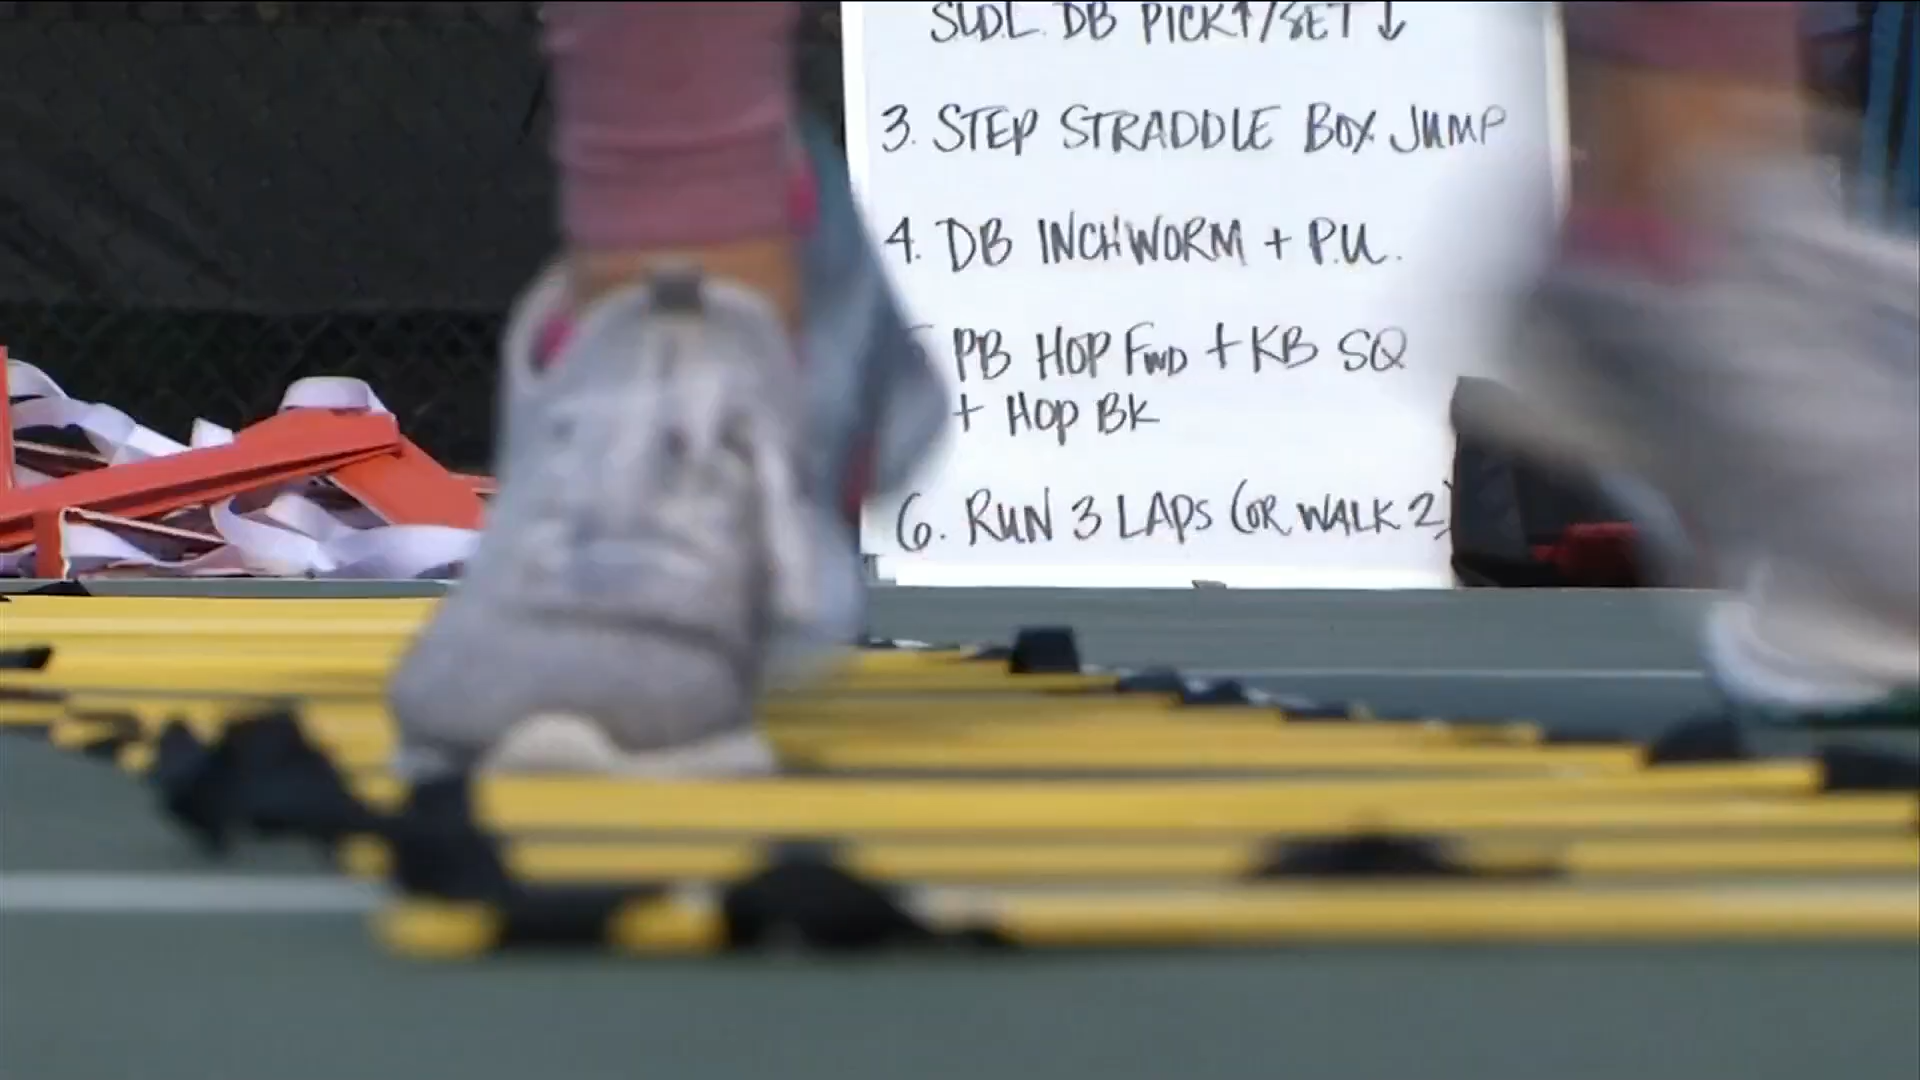 SLDL DB PICK↑/SET ↓
3. STEP STRADDLE BOX JUMP
4. DB INCHWORM + P.U.
PB HOP FWD + KB SQ
+ HOP BK
6. RUN 3 LAPS (OR WALK 2)